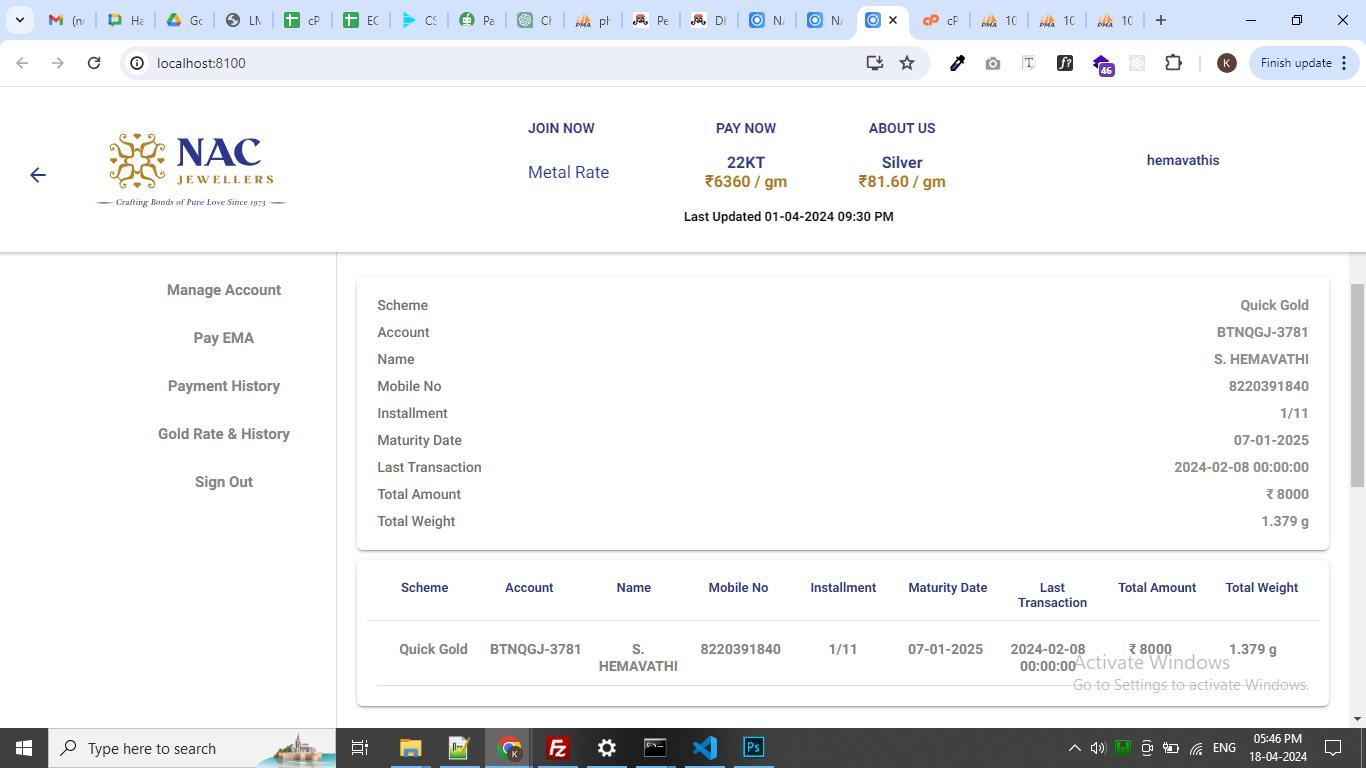 (n
Ha
Gc
LM
cP
EC
CS
Pa
Cl
ph
Pe
DI
N/
N/
cP
10
10
10
localhost:8100
46
K
Finish update
JOIN NOW
PAY NOW
ABOUT US
NAC
JEWELLERS
Crafting Bonds of Pure Love Since 1973
Metal Rate
22KT
₹6360 / gm
Silver
₹81.60 / gm
hemavathis
Last Updated 01-04-2024 09:30 PM
Manage Account
Pay EMA
Payment History
Gold Rate & History
Sign Out
Scheme Quick Gold
Account BTNQGJ-3781
Name S. HEMAVATHI
Mobile No 8220391840
Installment 1/11
Maturity Date 07-01-2025
Last Transaction 2024-02-08 00:00:00
Total Amount ₹ 8000
Total Weight 1.379 g
Scheme Account Name Mobile No Installment Maturity Date Last Total Amount Total Weight
Transaction
Quick Gold BTNQGJ-3781 S. 8220391840 1/11 07-01-2025 2024-02-08 ₹ 8000 1.379 g
HEMAVATHI 00:00:00
Activate Windows
Go to Settings to activate Windows.
Type here to search
K
Fz
Ps
ENG
05:46 PM
18-04-2024